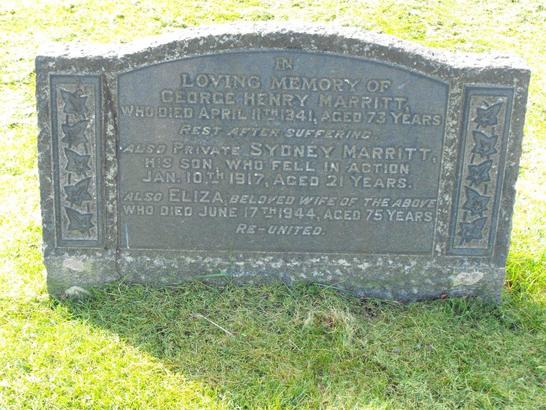 IN
LOVING MEMORY OF
GEORGE HENRY MARRITT,
WHO DIED APRIL 11TH 1941, AGED 73 YEARS
REST AFTER SUFFERING.
ALSO PRIVATE SYDNEY MARRITT,
HIS SON, WHO FELL IN ACTION
JAN. 10TH 1917, AGED 21 YEARS.
ALSO ELIZA, BELOVED WIFE OF THE ABOVE
WHO DIED JUNE 17TH 1944, AGED 75 YEARS
RE-UNITED.